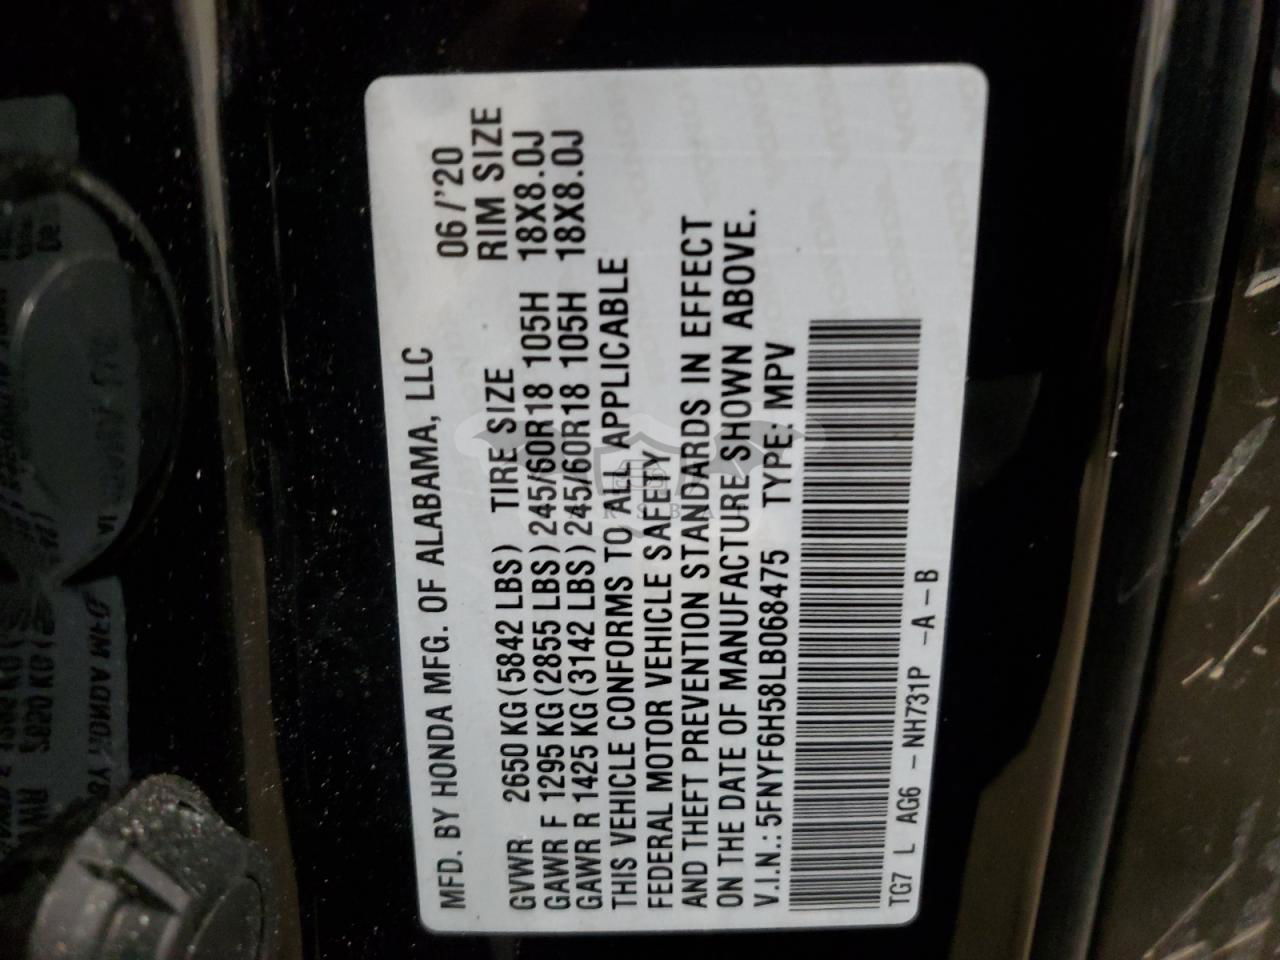 MFD. BY HONDA MFG. OF ALABAMA, LLC 06/'20
GVWR 2650 KG (5842 LBS) TIRE SIZE RIM SIZE
GAWR F 1295 KG (2855 LBS) 245/60R18 105H 18X8.0J
GAWR R 1425 KG (3142 LBS) 245/60R18 105H 18X8.0J
THIS VEHICLE CONFORMS TO ALL APPLICABLE
FEDERAL MOTOR VEHICLE SAFETY
AND THEFT PREVENTION STANDARDS IN EFFECT
ON THE DATE OF MANUFACTURE SHOWN ABOVE.
V.I.N.: 5FNYF6H58LB068475 TYPE: MPV
TG7 L AG6 - NH731P -A-B